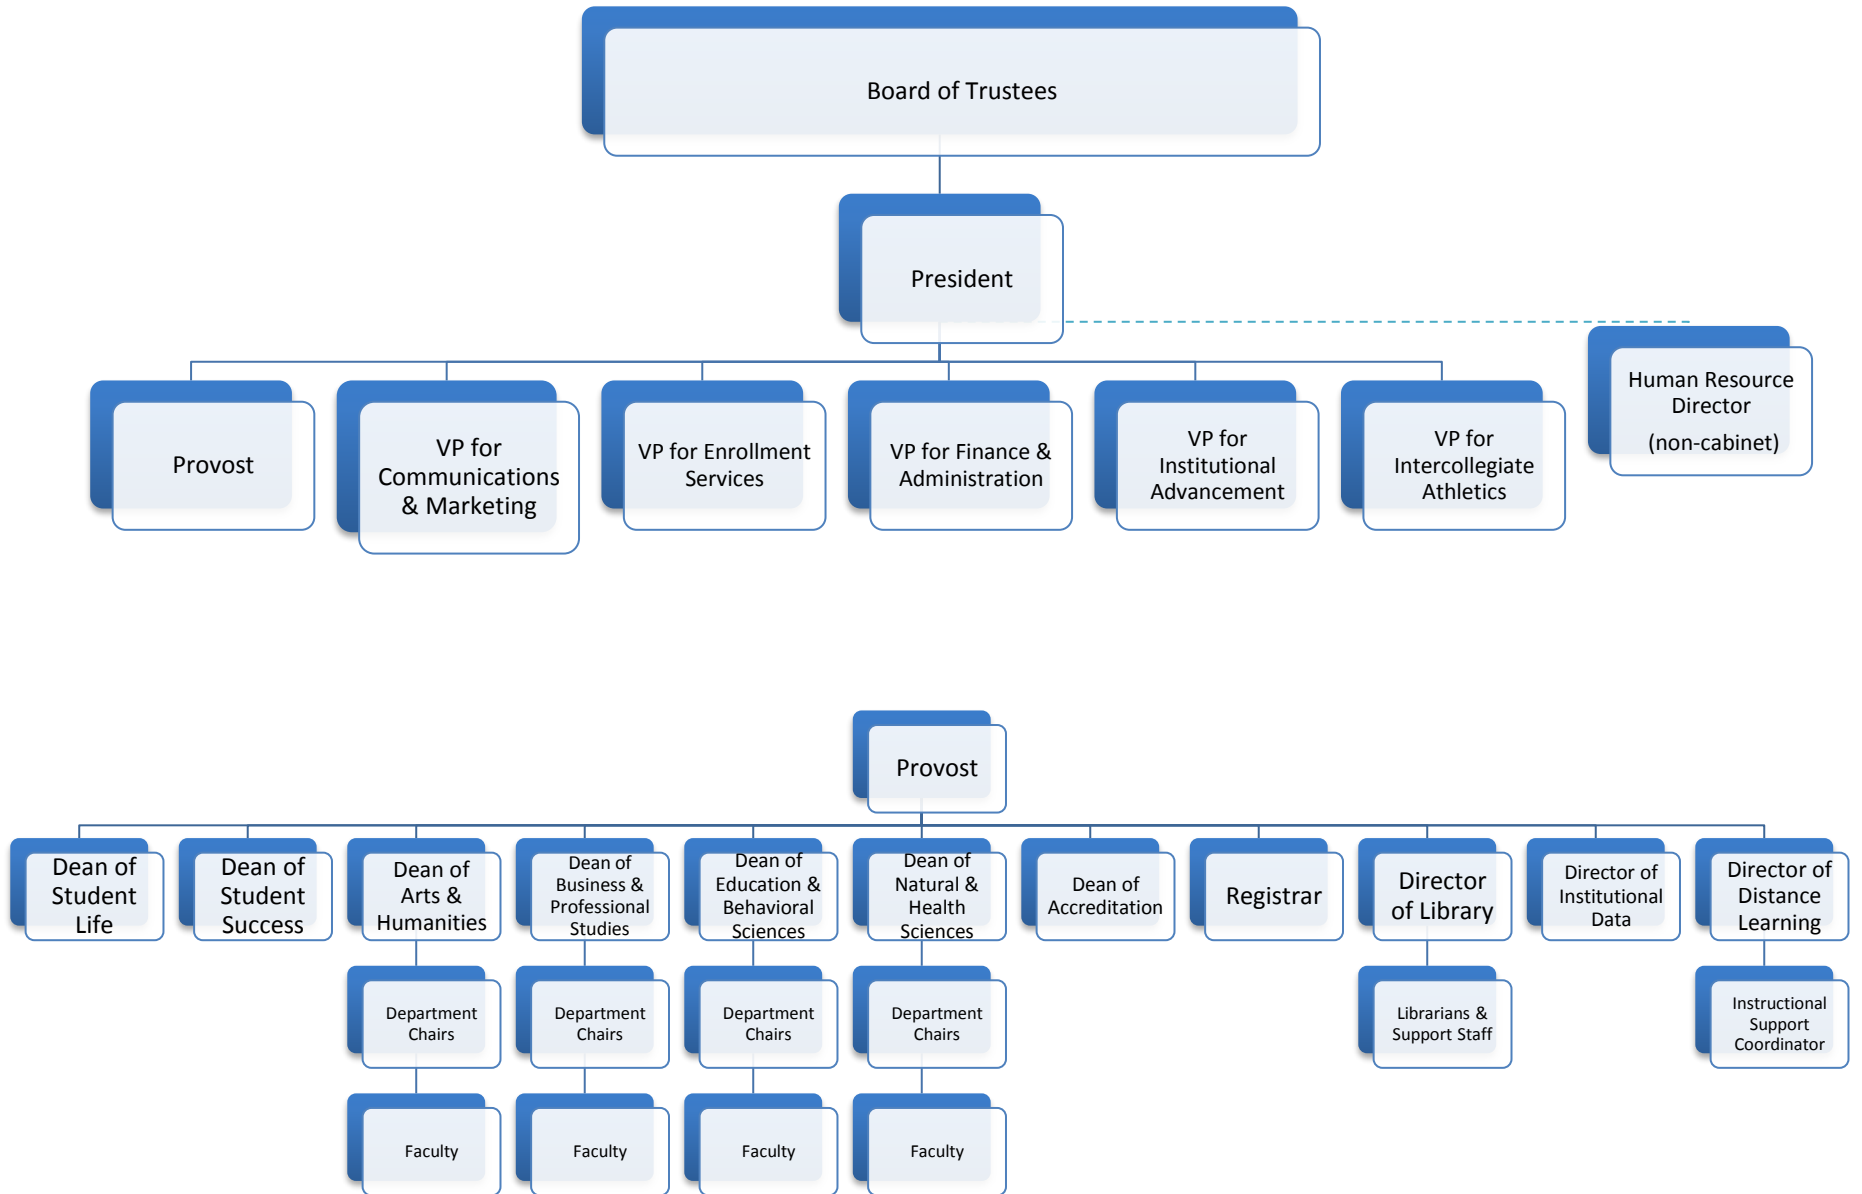 Board of Trustees
President
Human Resource
Director
(non-cabinet)
Provost
VP for
Communications
& Marketing
VP for Enrollment
Services
VP for Finance &
Administration
VP for
Institutional
Advancement
VP for
Intercollegiate
Athletics
Provost
Dean of
Student
Life
Dean of
Student
Success
Dean of
Arts &
Humanities
Dean of
Business &
Professional
Studies
Dean of
Education &
Behavioral
Sciences
Dean of
Natural &
Health
Sciences
Dean of
Accreditation
Registrar
Director
of Library
Director of
Institutional
Data
Director of
Distance
Learning
Department
Chairs
Department
Chairs
Department
Chairs
Department
Chairs
Librarians &
Support Staff
Instructional
Support
Coordinator
Faculty
Faculty
Faculty
Faculty